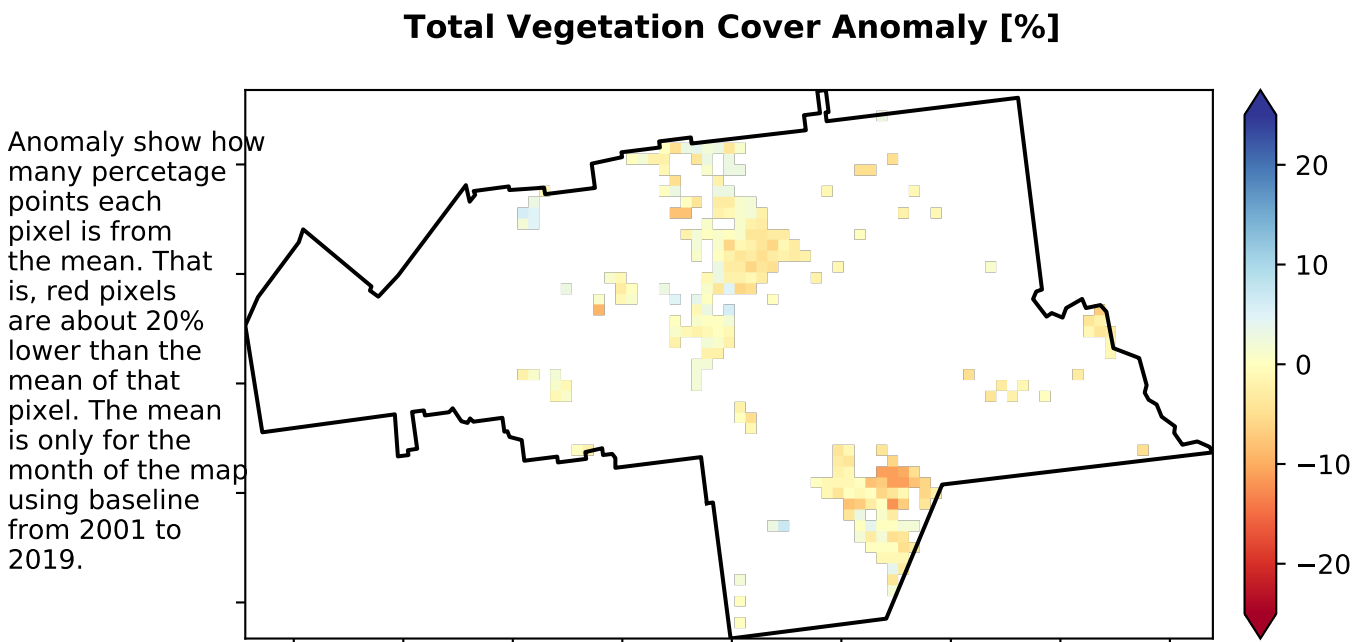 Total Vegetation Cover Anomaly [%]
Anomaly show how
many percetage
points each
pixel is from
the mean. That
is, red pixels
are about 20%
lower than the
mean of that
pixel. The mean
is only for the
month of the map
using baseline
from 2001 to
2019.
20
10
0
−10
−20